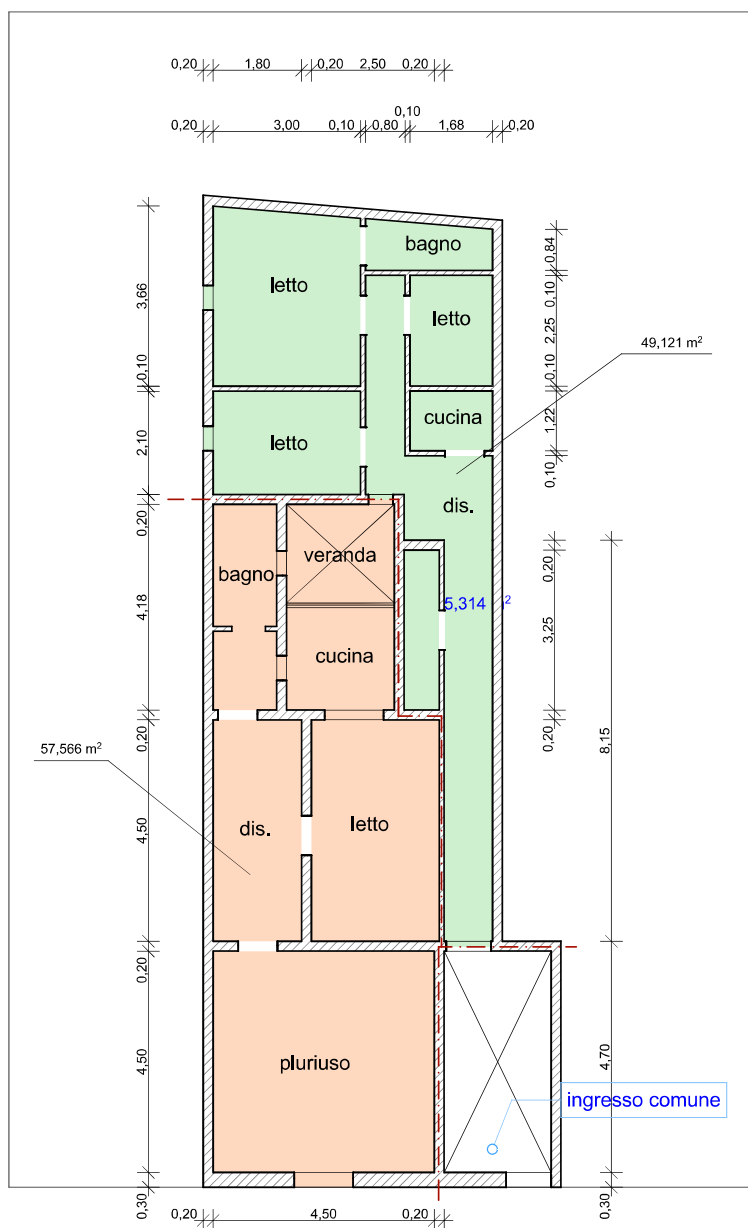 0,20 1,80 0,20 2,50 0,20
0,10
0,20 3,00 0,10 0,80 1,68 0,20
bagno
letto
letto
cucina
letto
dis.
veranda
bagno
5,314 2
cucina
dis.
letto
pluriuso
ingresso comune
49,121 m²
57,566 m²
3,66
0,10
2,10
0,20
4,18
0,20
4,50
0,20
4,50
0,30
0,84
0,10
2,25
0,10
1,22
0,10
0,20
3,25
0,20
8,15
4,70
0,30
0,20 4,50 0,20